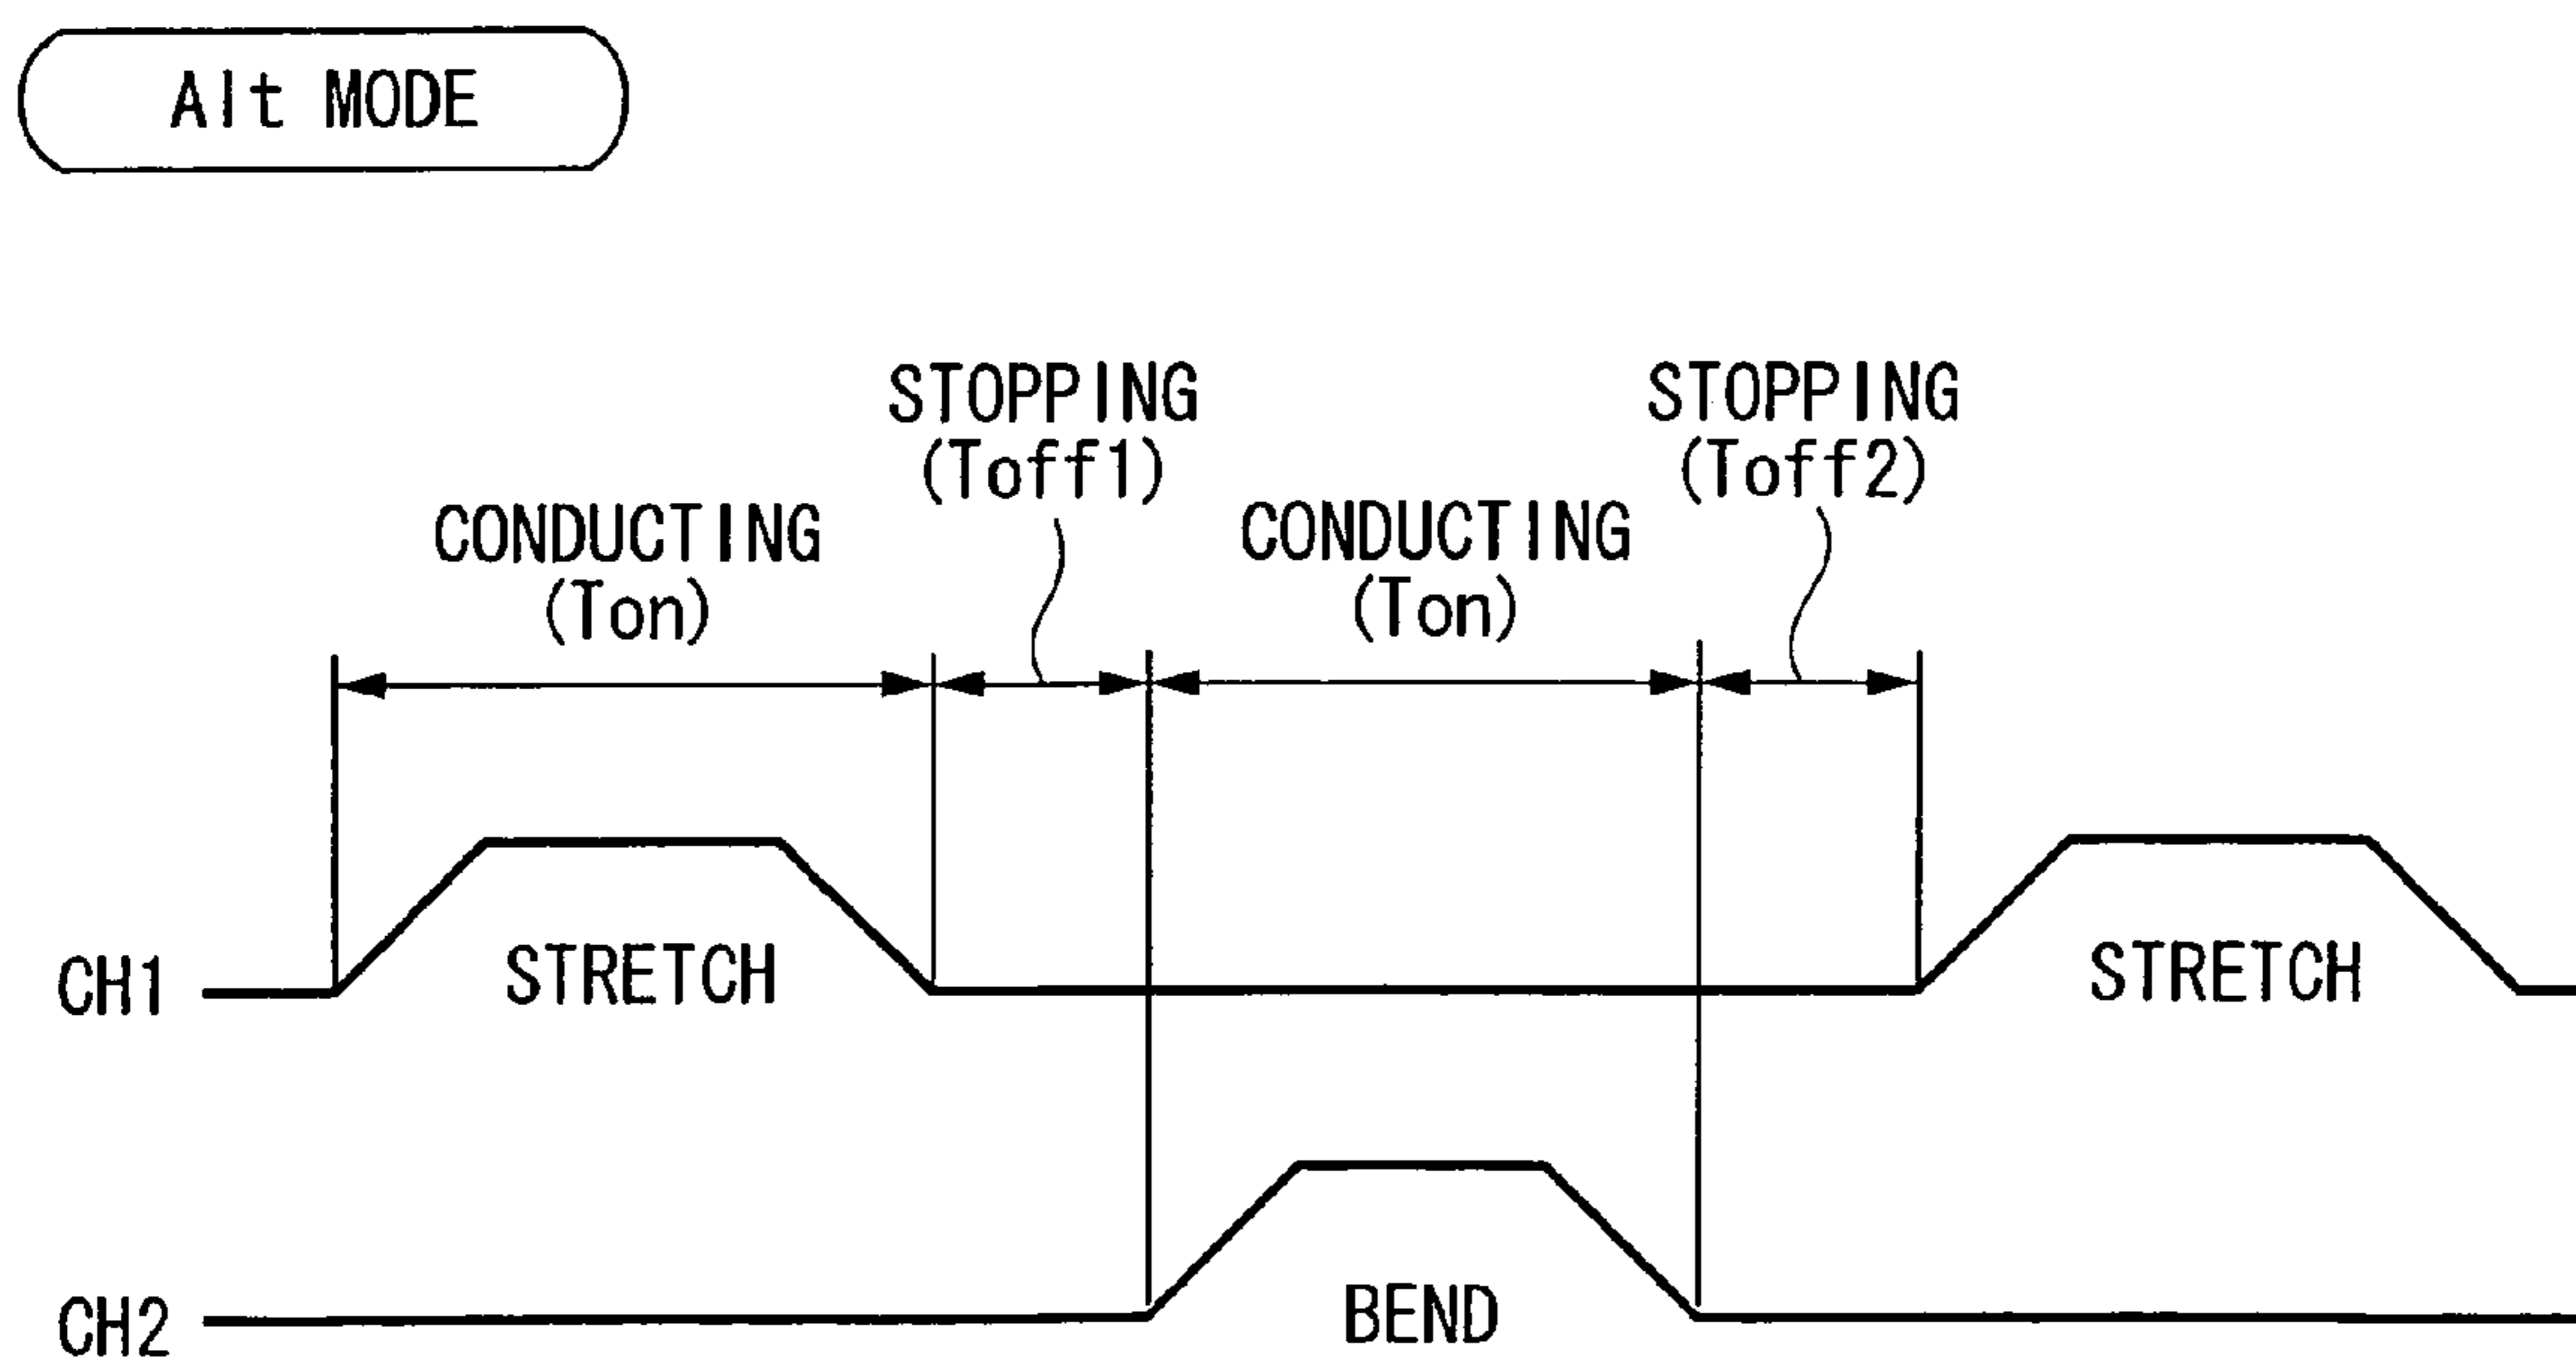 Alt MODE
STOPPING
(Toff1)
STOPPING
(Toff2)
CONDUCTING
(Ton)
CONDUCTING
(Ton)
CH1
STRETCH
STRETCH
CH2
BEND